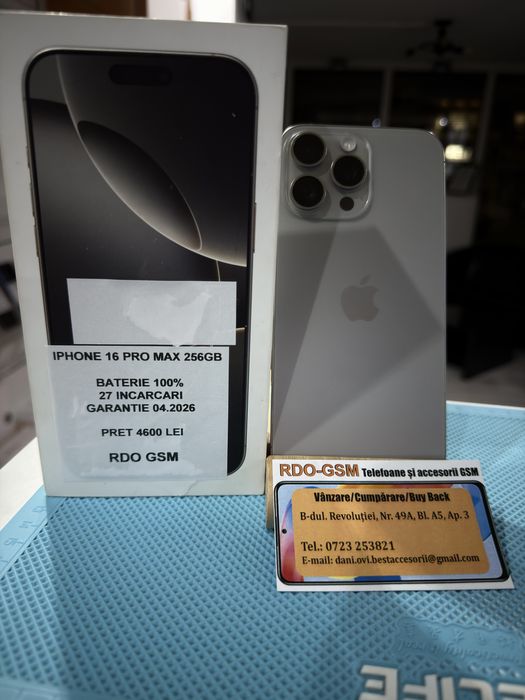 IPHONE 16 PRO MAX 256GB
BATERIE 100%
27 INCARCARI
GARANTIE 04.2026
PRET 4600 LEI
RDO GSM
RDO-GSM Telefoane și accesorii GSM
Vânzare/Cumpărare/Buy Back
B-dul. Revoluției, Nr. 49A, Bl. A5, Ap. 3
Tel.: 0723 253821
E-mail: dani.ovi.bestaccesorii@gmail.com